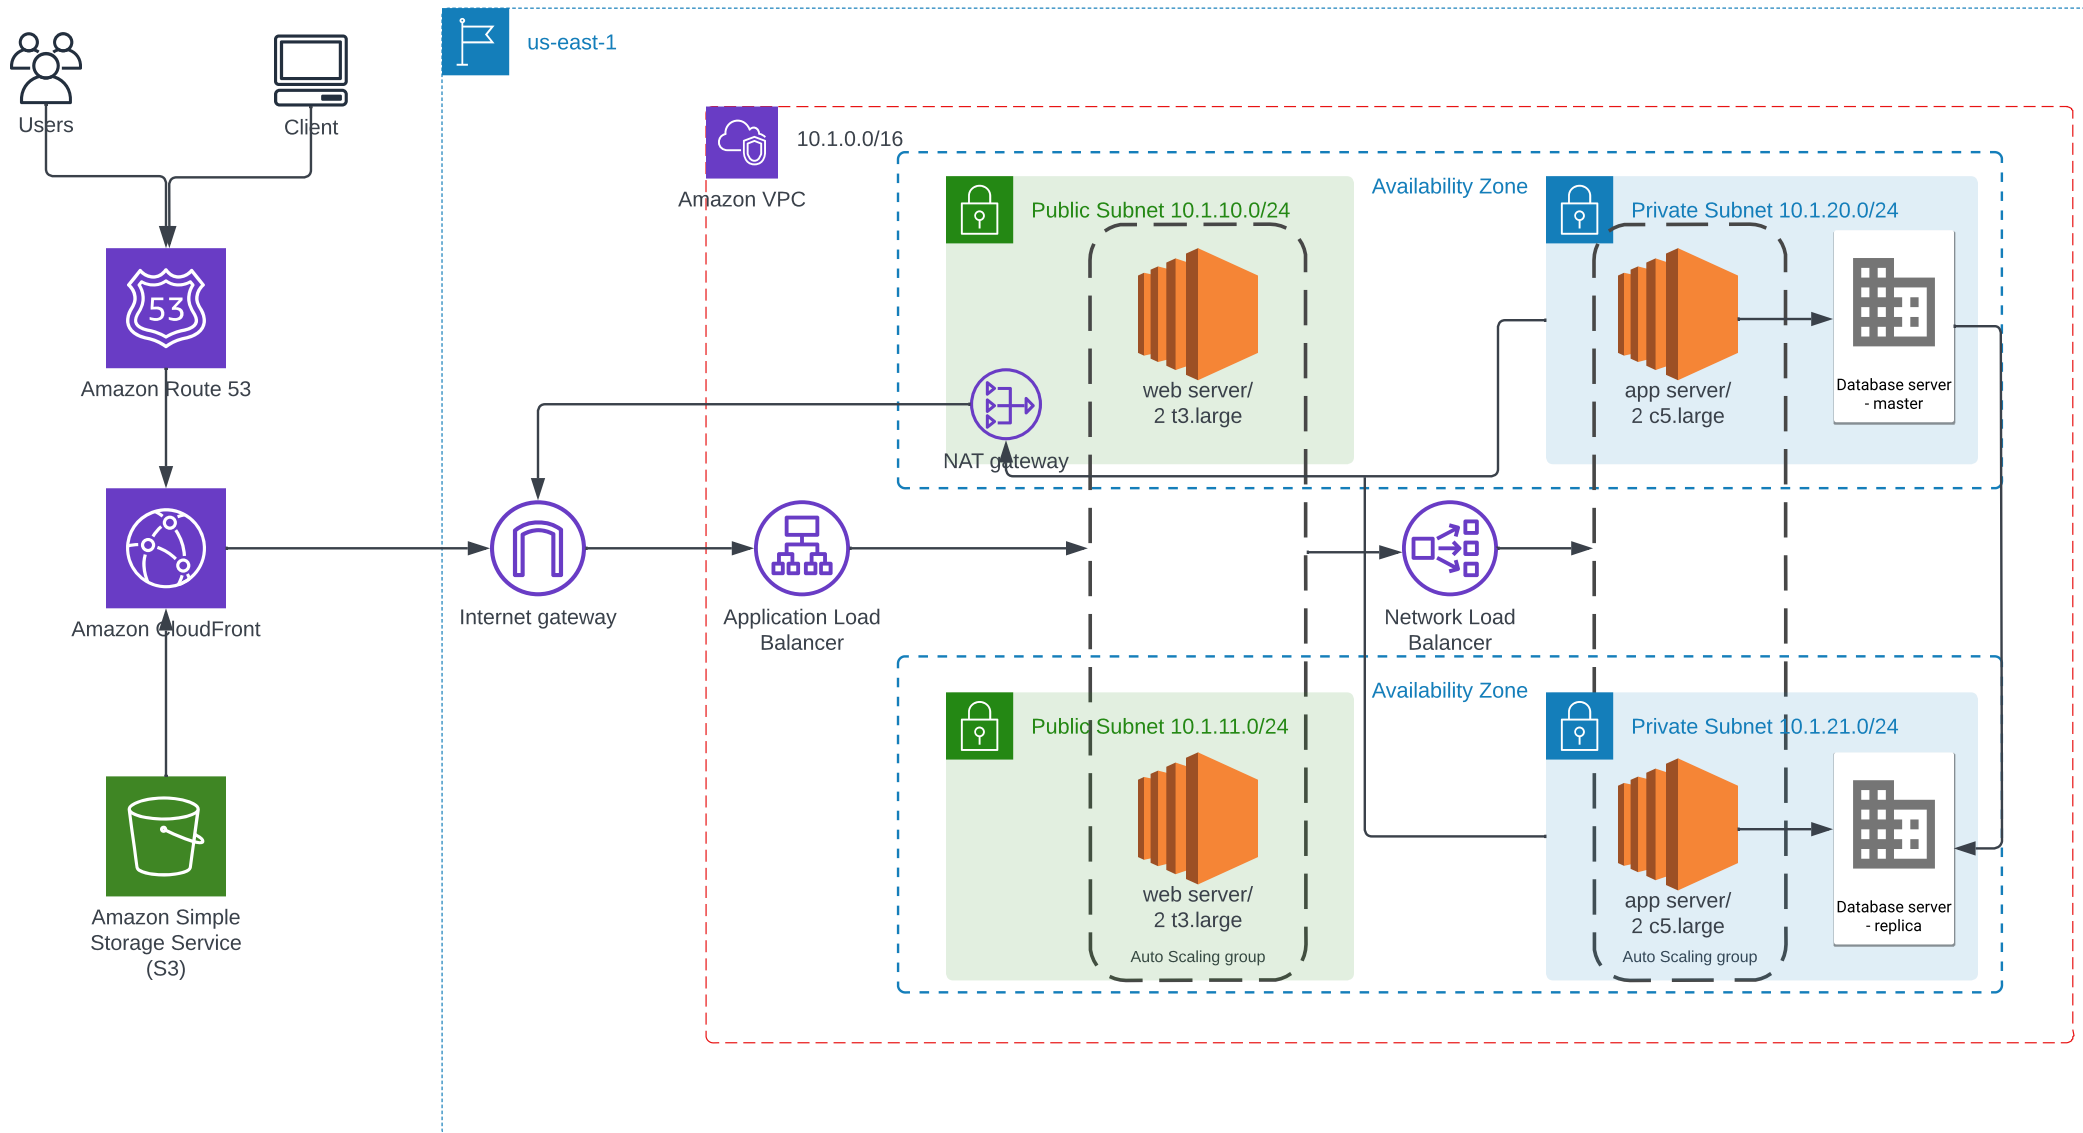 us-east-1
Users
Client
10.1.0.0/16
Amazon VPC
Availability Zone
Public Subnet 10.1.10.0/24
Private Subnet 10.1.20.0/24
53
Amazon Route 53
web server/
2 t3.large
app server/
2 c5.large
Database server
- master
NAT gateway
Amazon CloudFront
Internet gateway
Application Load
Balancer
Network Load
Balancer
Availability Zone
Public Subnet 10.1.11.0/24
Private Subnet 10.1.21.0/24
web server/
2 t3.large
Auto Scaling group
app server/
2 c5.large
Auto Scaling group
Database server
- replica
Amazon Simple
Storage Service
(S3)